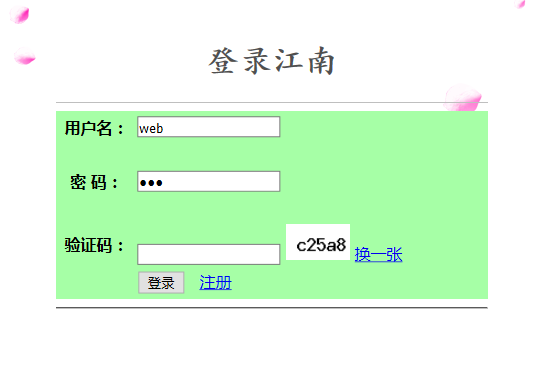 登录江南
用户名： web
密 码： ●●●
验证码： c25a8 换一张
登录 注册